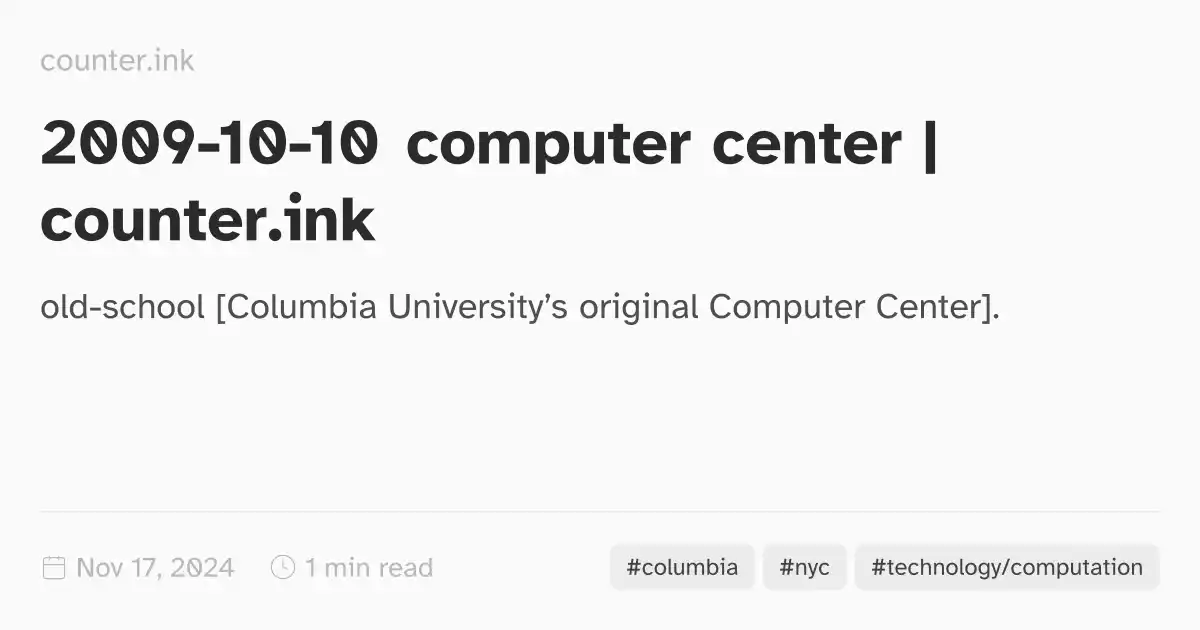 counter.ink
2009-10-10 computer center |
counter.ink
old-school [Columbia University’s original Computer Center].
Nov 17, 2024 1 min read #columbia #nyc #technology/computation